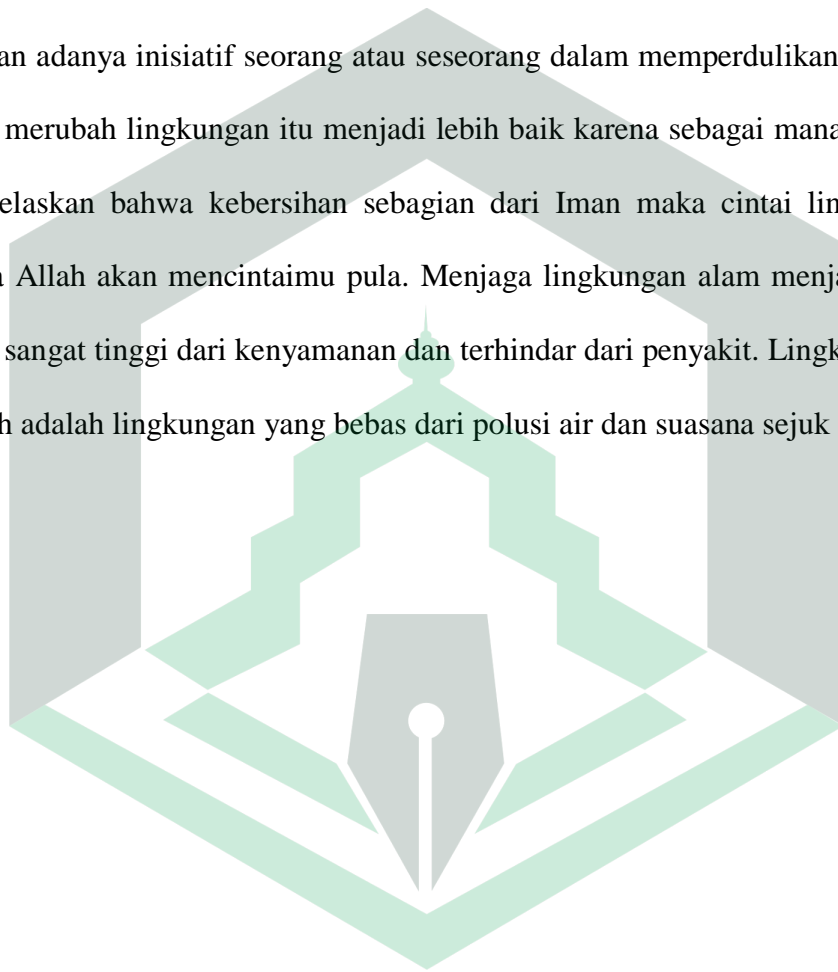 an adanya inisiatif seorang atau seseorang dalam memperdulikan
merubah lingkungan itu menjadi lebih baik karena sebagai mana
elaskan bahwa kebersihan sebagian dari Iman maka cintai lin
a Allah akan mencintaimu pula. Menjaga lingkungan alam menja
sangat tinggi dari kenyamanan dan terhindar dari penyakit. Lingk
h adalah lingkungan yang bebas dari polusi air dan suasana sejuk